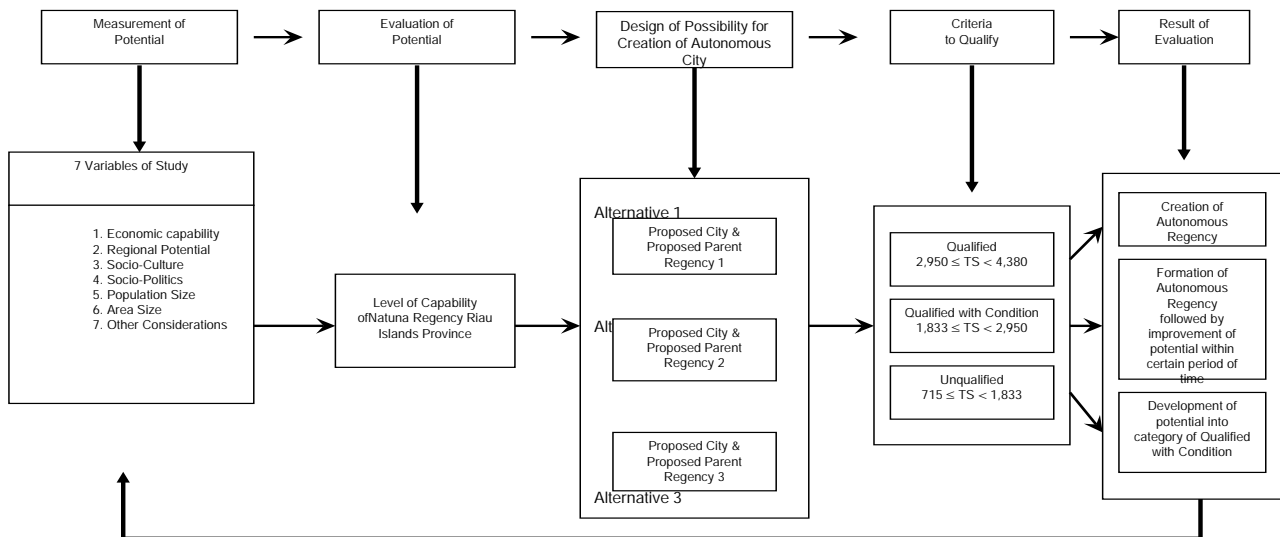 Measurement of
Potential
Evaluation of
Potential
Design of Possibility for
Creation of Autonomous
City
Criteria
to Qualify
Result of
Evaluation
7 Variables of Study
1. Economic capability
2. Regional Potential
3. Socio-Culture
4. Socio-Politics
5. Population Size
6. Area Size
7. Other Considerations
Level of Capability
ofNatuna Regency Riau
Islands Province
Alternative 1
Proposed City &
Proposed Parent
Regency 1
Proposed City &
Proposed Parent
Regency 2
Proposed City &
Proposed Parent
Regency 3
Alternative 3
Qualified
2,950 ≤ TS < 4,380
Qualified with Condition
1,833 ≤ TS < 2,950
Unqualified
715 ≤ TS < 1,833
Creation of
Autonomous
Regency
Formation of
Autonomous
Regency
followed by
improvement of
potential within
certain period of
time
Development of
potential into
category of Qualified
with Condition